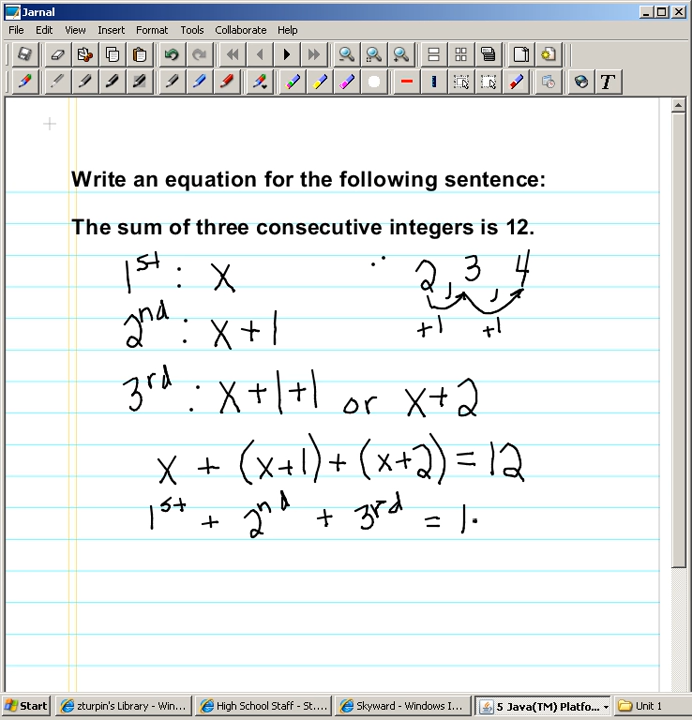 Jarnal
File Edit View Insert Format Tools Collaborate Help
T
Write an equation for the following sentence:
The sum of three consecutive integers is 12.
1st : x
2, 3, 4
+1 +1
2nd : x+1
3rd : x+1+1 or x+2
x + (x+1) + (x+2) = 12
1st + 2nd + 3rd = 1
Start zturpin's Library - Win... High School Staff - St.... Skyward - Windows I... 5 Java(TM) Platfo... Unit 1